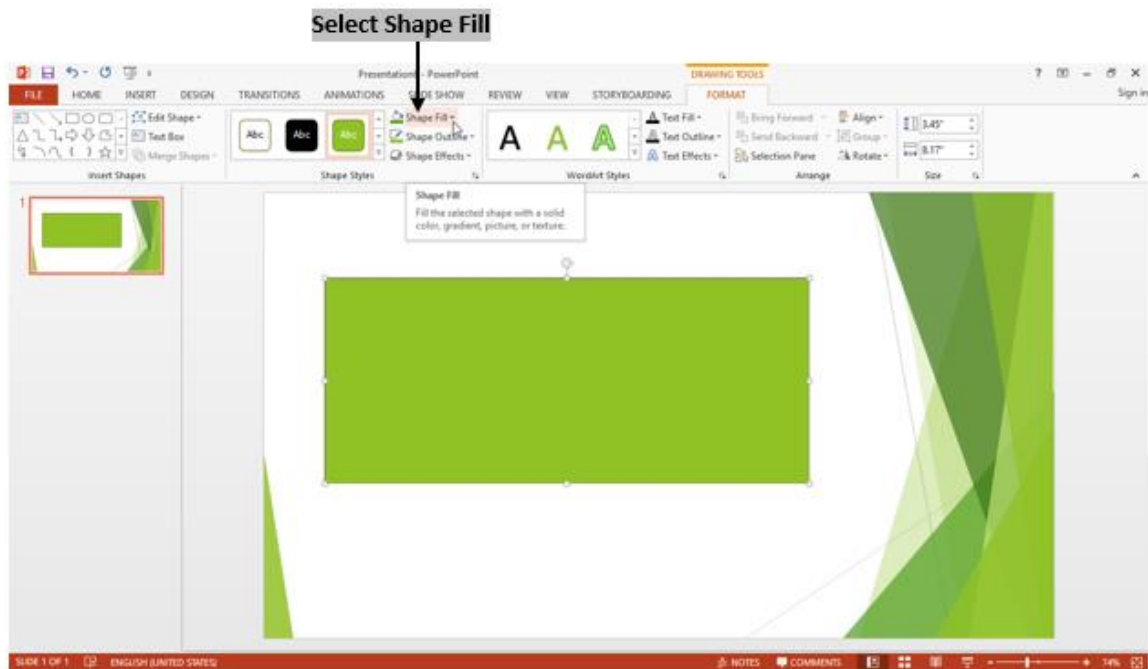 Select Shape Fill
Presentation1 - PowerPoint
DRAWING TOOLS
?
FILE HOME INSERT DESIGN TRANSITIONS ANIMATIONS SLIDE SHOW REVIEW VIEW STORYBOARDING FORMAT Sign in
Edit Shape
Text Box
Merge Shapes
Abc Abc Abc
Shape Fill
Shape Outline
Shape Effects
A A A
A Text Fill
A Text Outline
A Text Effects
Bring Forward
Send Backward
Selection Pane
Align
Group
Rotate
3.45"
8.17"
Insert Shapes Shape Styles WordArt Styles Arrange Size
Shape Fill
Fill the selected shape with a solid
color, gradient, picture, or texture.
1
SLIDE 1 OF 1 ENGLISH (UNITED STATES) NOTES COMMENTS 74%